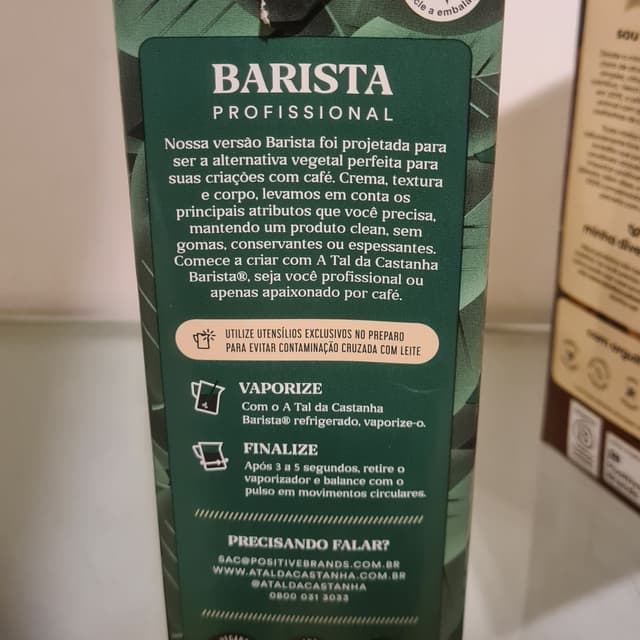 cle a embala
BARISTA
PROFISSIONAL
Nossa versão Barista foi projetada para
ser a alternativa vegetal perfeita para
suas criações com café. Crema, textura
e corpo, levamos em conta os
principais atributos que você precisa,
mantendo um produto clean, sem
gomas, conservantes ou espessantes.
Comece a criar com A Tal da Castanha
Barista®, seja você profissional ou
apenas apaixonado por café.
UTILIZE UTENSÍLIOS EXCLUSIVOS NO PREPARO
PARA EVITAR CONTAMINAÇÃO CRUZADA COM LEITE
VAPORIZE
Com o A Tal da Castanha
Barista® refrigerado, vaporize-o.
FINALIZE
Após 3 a 5 segundos, retire o
vaporizador e balance com o
pulso em movimentos circulares.
PRECISANDO FALAR?
SAC@POSITIVEBRANDS.COM.BR
WWW.ATALDACASTANHA.COM.BR
@ATALDACASTANHA
0800 031 3033
sou
minha dive